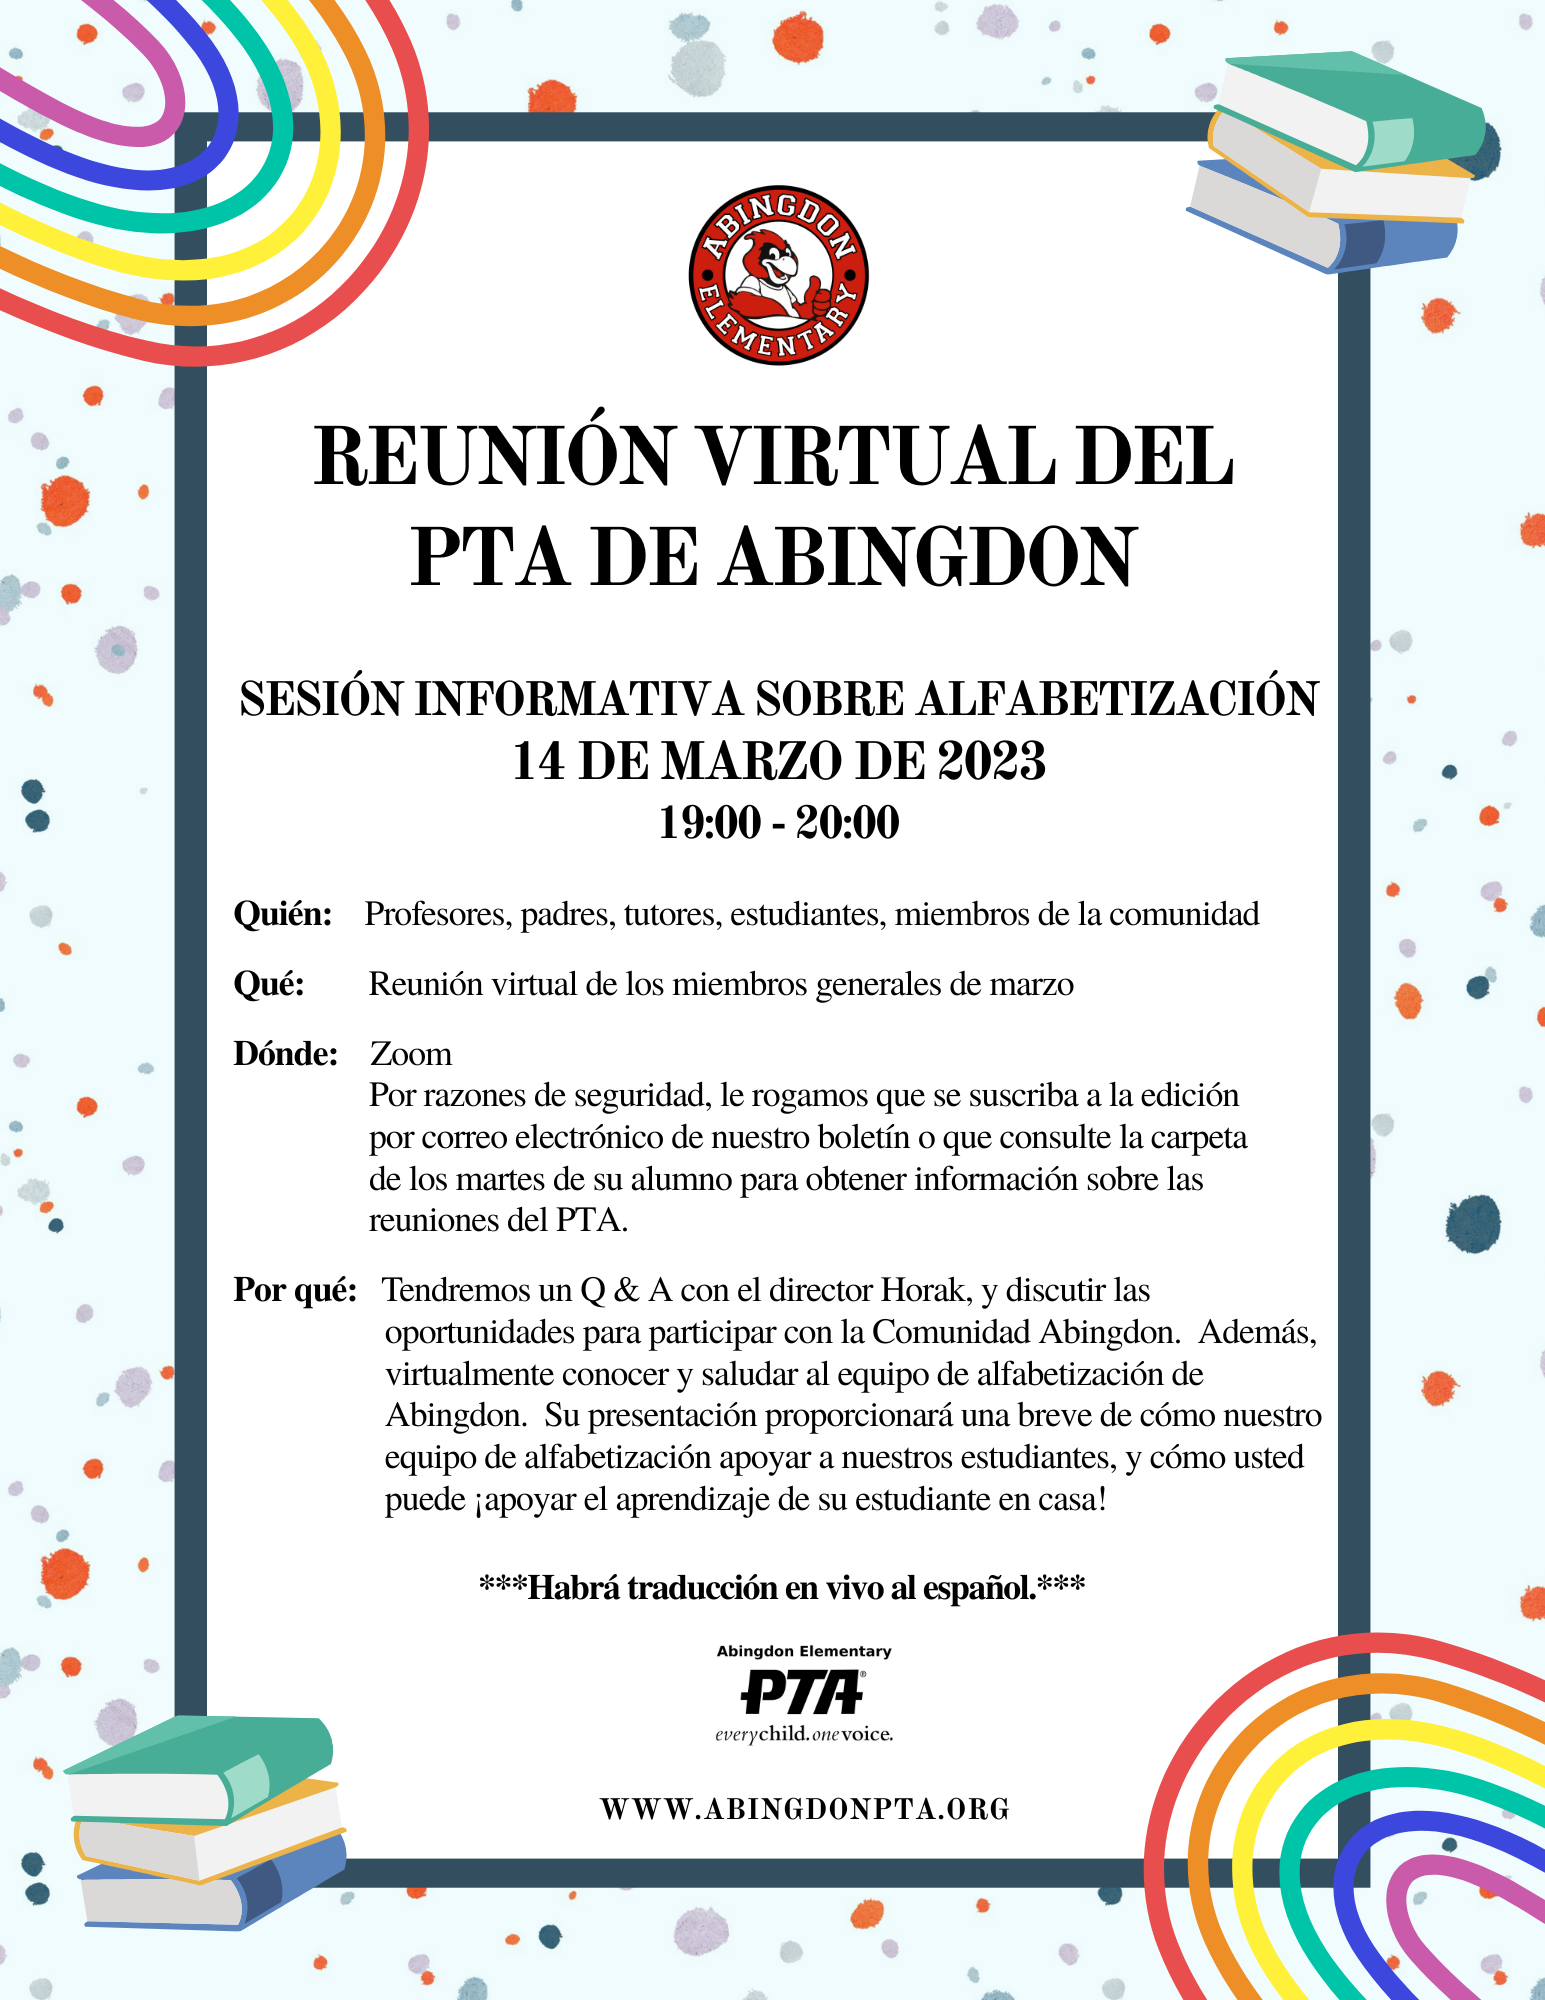 ABINGDON
ELEMENTARY
REUNIÓN VIRTUAL DEL
PTA DE ABINGDON
SESIÓN INFORMATIVA SOBRE ALFABETIZACIÓN
14 DE MARZO DE 2023
19:00 - 20:00
Quién: Profesores, padres, tutores, estudiantes, miembros de la comunidad
Qué: Reunión virtual de los miembros generales de marzo
Dónde: Zoom
Por razones de seguridad, le rogamos que se suscriba a la edición
por correo electrónico de nuestro boletín o que consulte la carpeta
de los martes de su alumno para obtener información sobre las
reuniones del PTA.
Por qué: Tendremos un Q & A con el director Horak, y discutir las
oportunidades para participar con la Comunidad Abingdon. Además,
virtualmente conocer y saludar al equipo de alfabetización de
Abingdon. Su presentación proporcionará una breve de cómo nuestro
equipo de alfabetización apoyar a nuestros estudiantes, y cómo usted
puede ¡apoyar el aprendizaje de su estudiante en casa!
***Habrá traducción en vivo al español.***
Abingdon Elementary
PTA®
everychild.onevoice.
WWW.ABINGDONPTA.ORG